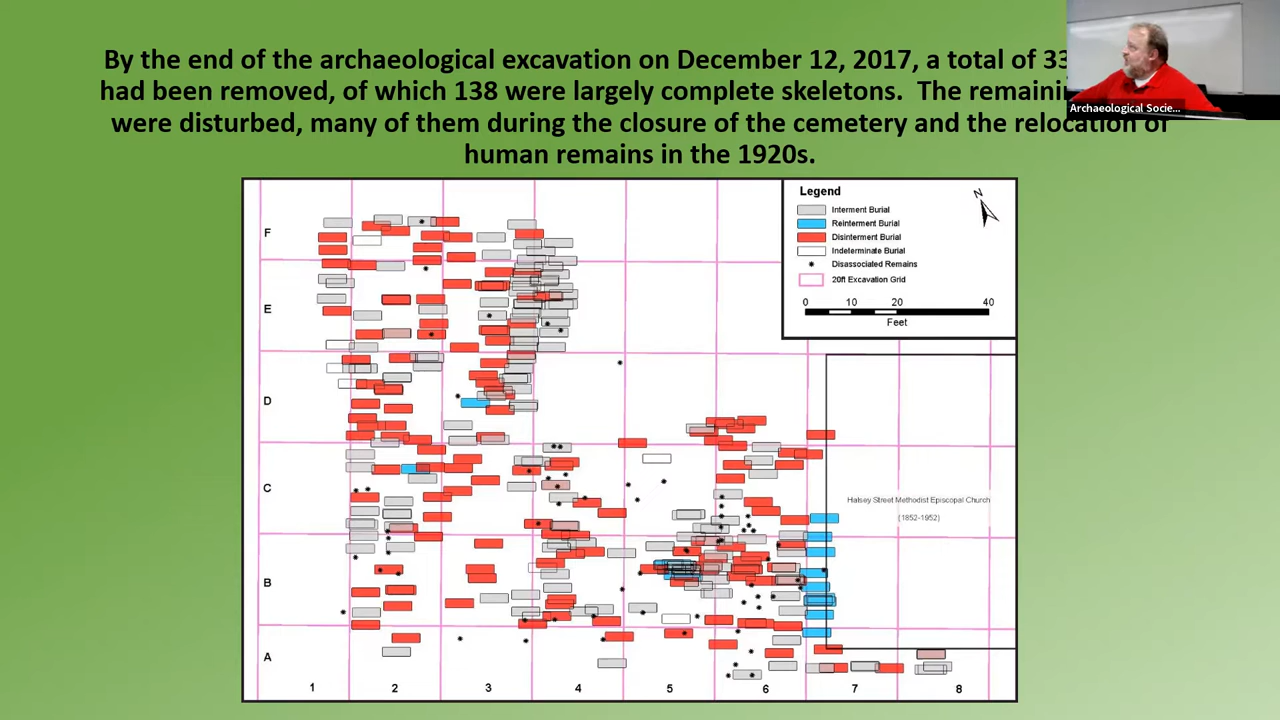 By the end of the archaeological excavation on December 12, 2017, a total of 33
had been removed, of which 138 were largely complete skeletons. The remaini
were disturbed, many of them during the closure of the cemetery and the relocation of
human remains in the 1920s.
Archaeological Socie...
Legend
N
Interment Burial
Reinterment Burial
Disinterment Burial
Indeterminate Burial
Disassociated Remains
20ft Excavation Grid
0 10 20 40
Feet
F
E
D
C
Halsey Street Methodist Episcopal Church
(1852-1952)
B
A
1 2 3 4 5 6 7 8